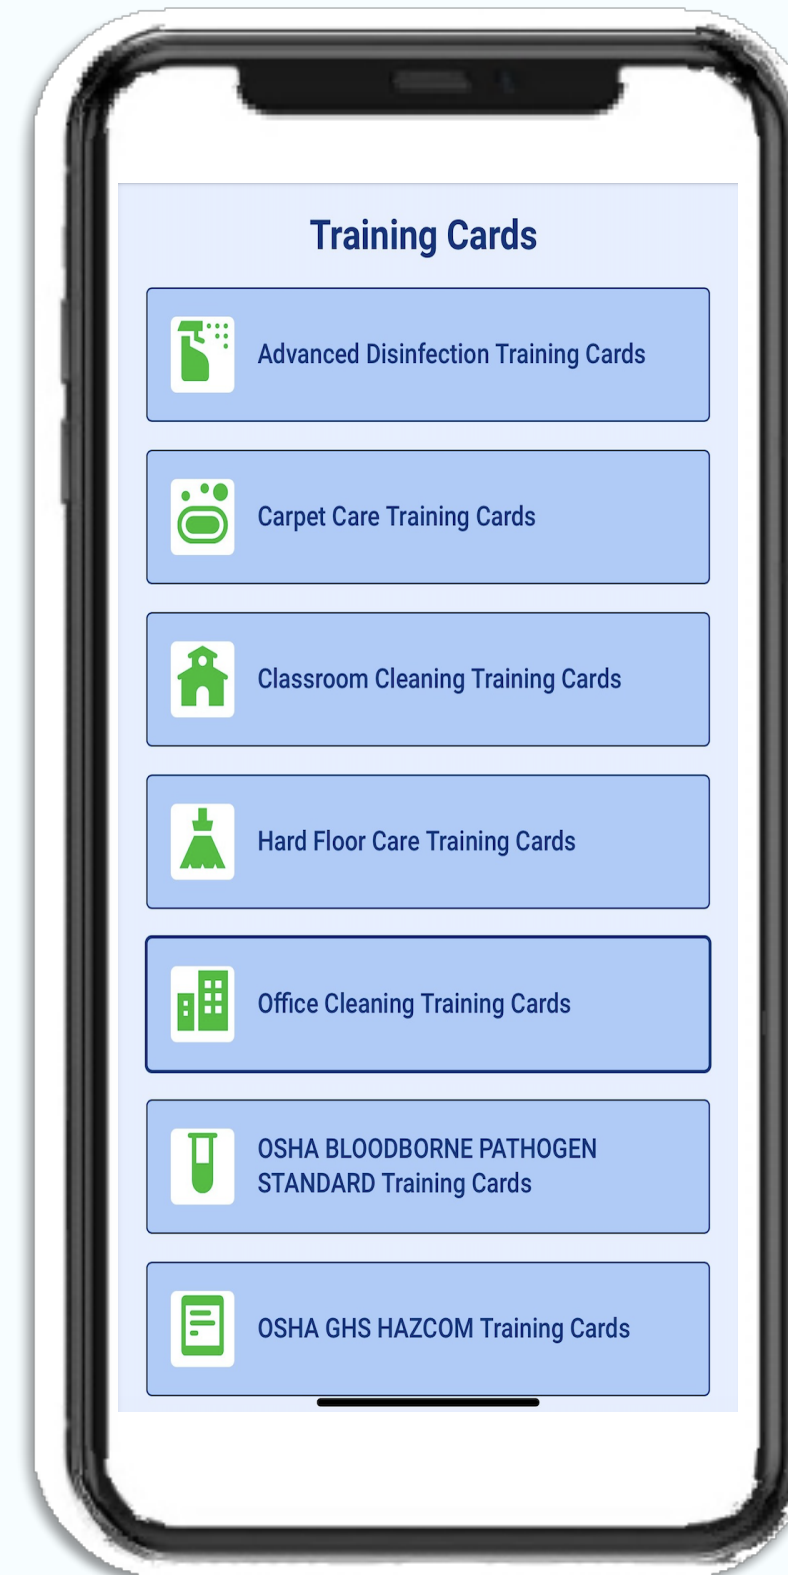 Training Cards
Advanced Disinfection Training Cards
Carpet Care Training Cards
Classroom Cleaning Training Cards
Hard Floor Care Training Cards
Office Cleaning Training Cards
OSHA BLOODBORNE PATHOGEN
STANDARD Training Cards
OSHA GHS HAZCOM Training Cards